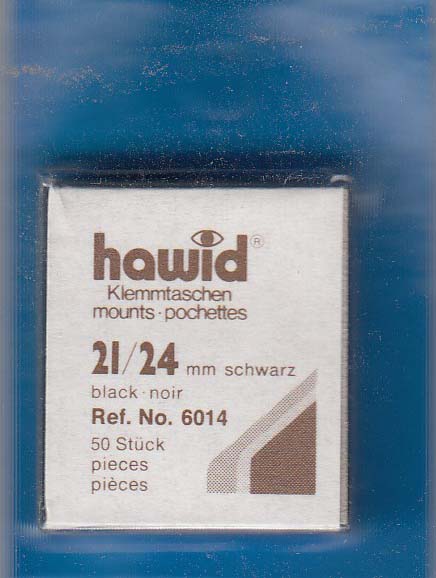 hawid®
Klemmtaschen
mounts·pochettes
21/24 mm schwarz
black·noir
Ref. No. 6014
50 Stück
pieces
pièces